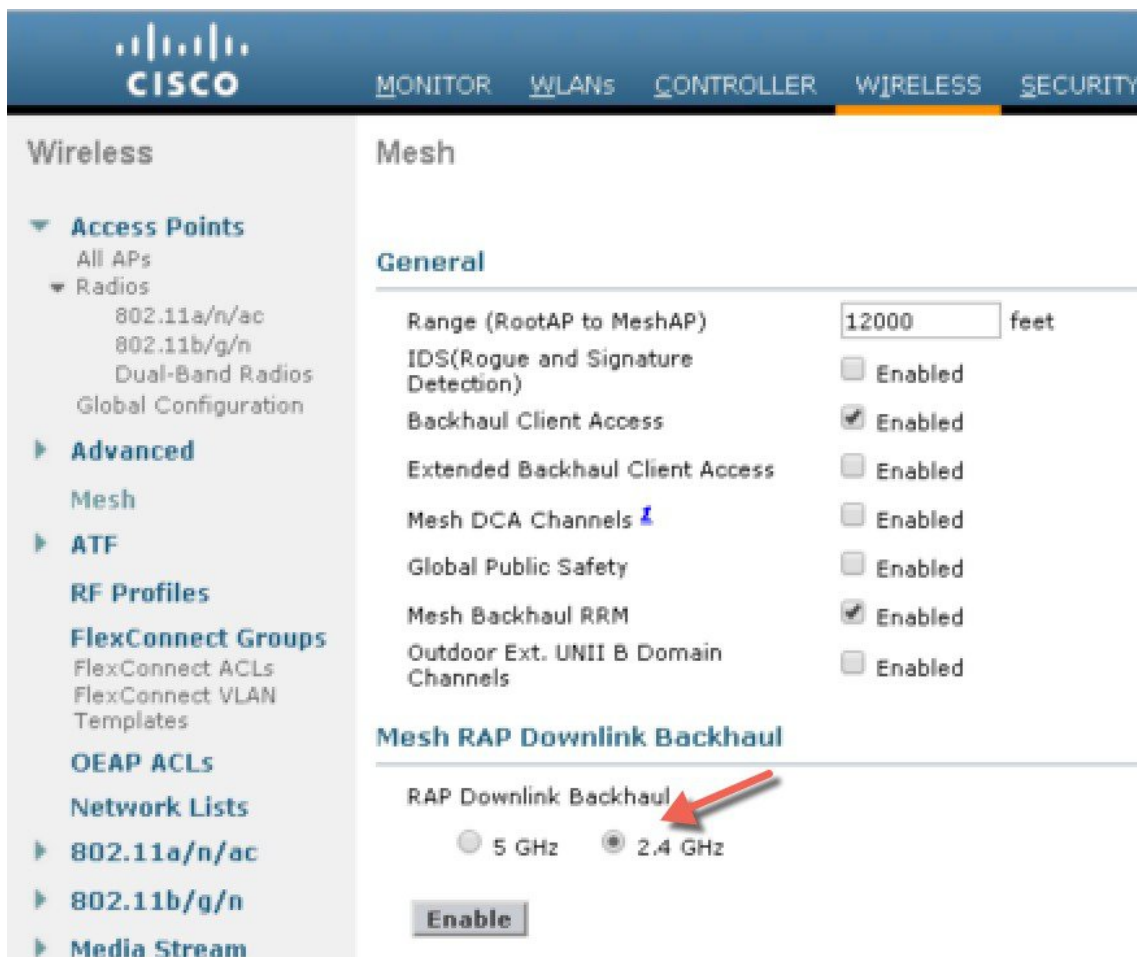 CISCO
MONITOR WLANs CONTROLLER WIRELESS SECURITY
Wireless
Access Points
All APs
Radios
802.11a/n/ac
802.11b/g/n
Dual-Band Radios
Global Configuration
Advanced
Mesh
ATF
RF Profiles
FlexConnect Groups
FlexConnect ACLs
FlexConnect VLAN
Templates
OEAP ACLs
Network Lists
802.11a/n/ac
802.11b/g/n
Media Stream
Mesh
General
Range (RootAP to MeshAP) 12000 feet
IDS(Rogue and Signature
Detection) Enabled
Backhaul Client Access Enabled
Extended Backhaul Client Access Enabled
Mesh DCA Channels 1 Enabled
Global Public Safety Enabled
Mesh Backhaul RRM Enabled
Outdoor Ext. UNII B Domain
Channels Enabled
Mesh RAP Downlink Backhaul
RAP Downlink Backhaul
5 GHz 2.4 GHz
Enable